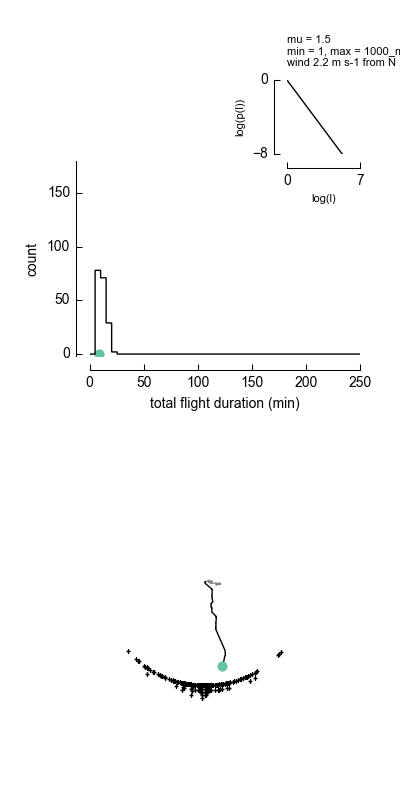 mu = 1.5
min = 1, max = 1000_m
wind 2.2 m s-1 from N
0
log(p(l))
−8
0 7
log(l)
150
100
50
0
count
0 50 100 150 200 250
total flight duration (min)